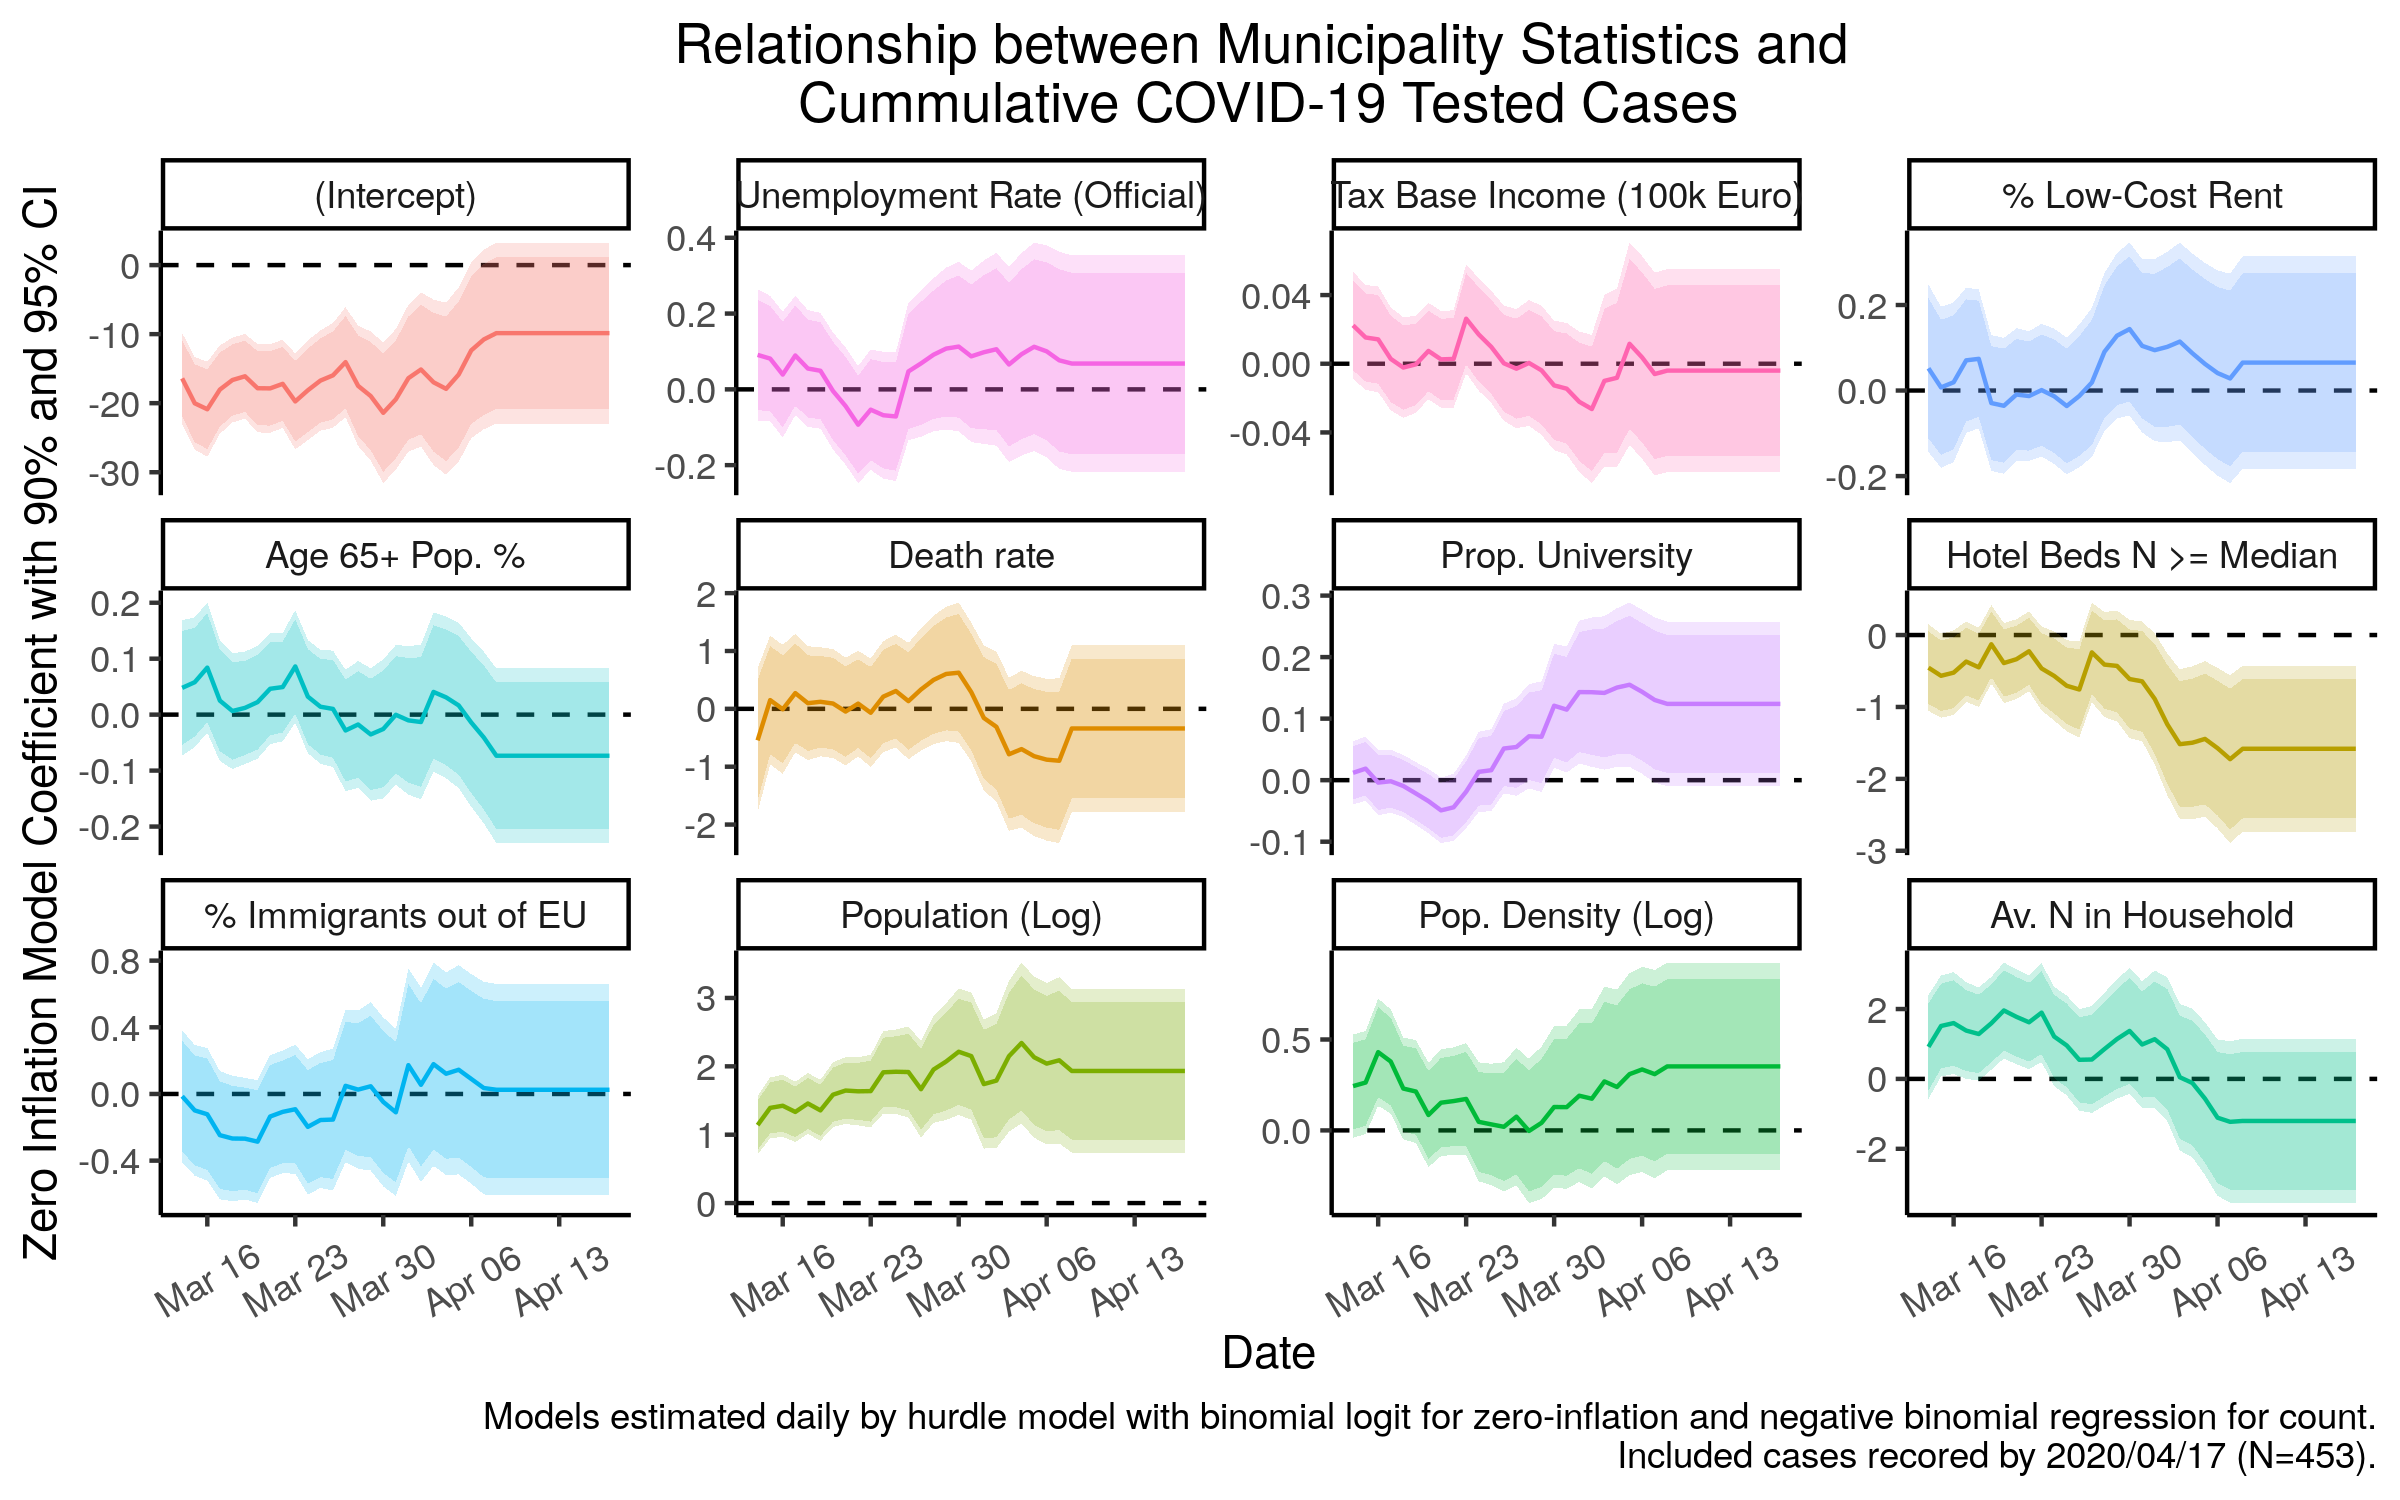 Relationship between Municipality Statistics and
Cummulative COVID-19 Tested Cases
Zero Inflation Model Coefficient with 90% and 95% CI
(Intercept)
0
-10
-20
-30
Unemployment Rate (Official)
0.4
0.2
0.0
-0.2
Tax Base Income (100k Euro)
0.04
0.00
-0.04
% Low-Cost Rent
0.2
0.0
-0.2
Age 65+ Pop. %
0.2
0.1
0.0
-0.1
-0.2
Death rate
2
1
0
-1
-2
Prop. University
0.3
0.2
0.1
0.0
-0.1
Hotel Beds N >= Median
0
-1
-2
-3
% Immigrants out of EU
0.8
0.4
0.0
-0.4
Population (Log)
3
2
1
0
Pop. Density (Log)
0.5
0.0
Av. N in Household
2
0
-2
Mar 16 Mar 23 Mar 30 Apr 06 Apr 13
Mar 16 Mar 23 Mar 30 Apr 06 Apr 13
Mar 16 Mar 23 Mar 30 Apr 06 Apr 13
Mar 16 Mar 23 Mar 30 Apr 06 Apr 13
Date
Models estimated daily by hurdle model with binomial logit for zero-inflation and negative binomial regression for count.
Included cases recored by 2020/04/17 (N=453).